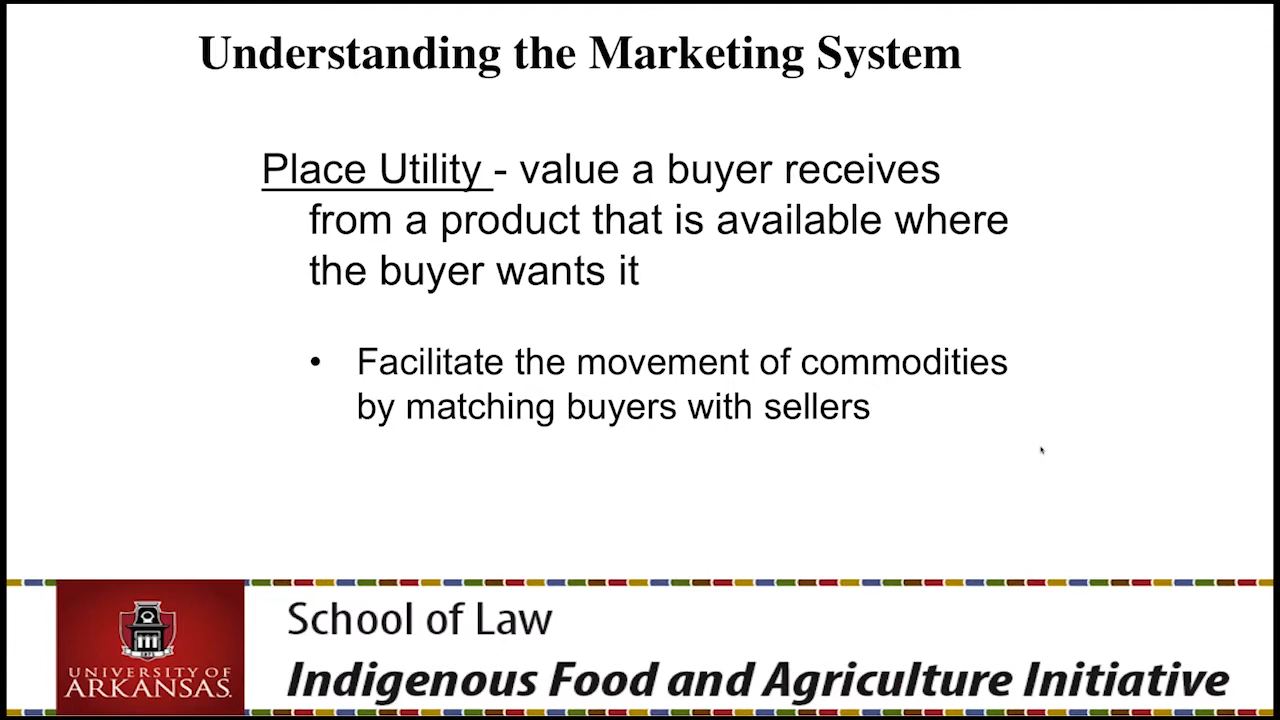 Understanding the Marketing System
Place Utility - value a buyer receives
from a product that is available where
the buyer wants it
• Facilitate the movement of commodities
by matching buyers with sellers
School of Law
UNIVERSITY OF
ARKANSAS.
Indigenous Food and Agriculture Initiative